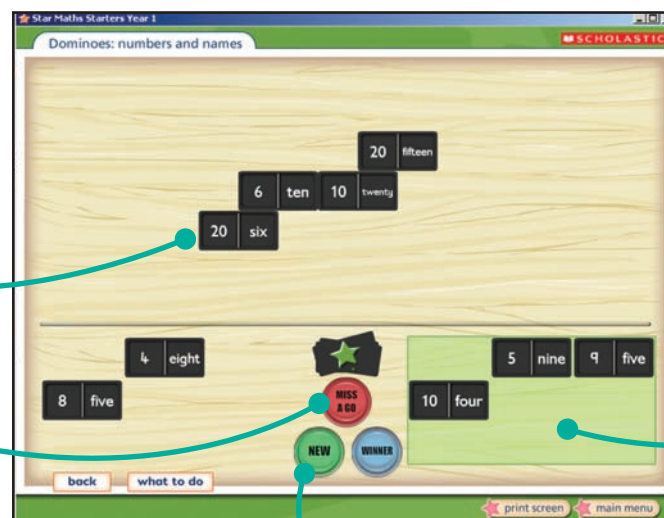 Star Maths Starters Year 1
Dominoes: numbers and names
SCHOLASTIC
20 fifteen
6 ten 10 twenty
20 six
4 eight
5 nine 9 five
8 five
MISS
A GO
10 four
NEW
WINNER
back
what to do
print screen
main menu